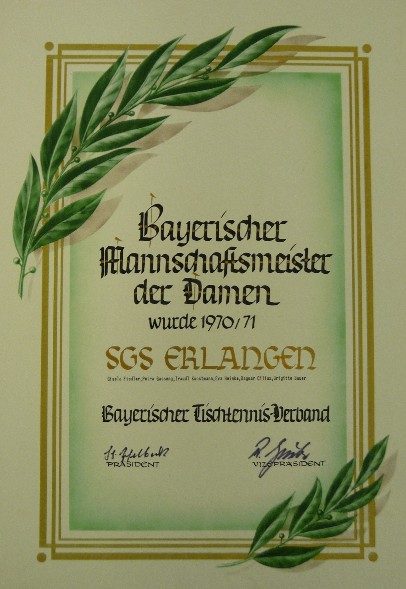 Bayerischer
Mannschaftsmeister
der Damen
wurde 1970/71
SGS ERLANGEN
Bayerischer Tischtennis-Verband
PRÄSIDENT VIZEPRÄSIDENT